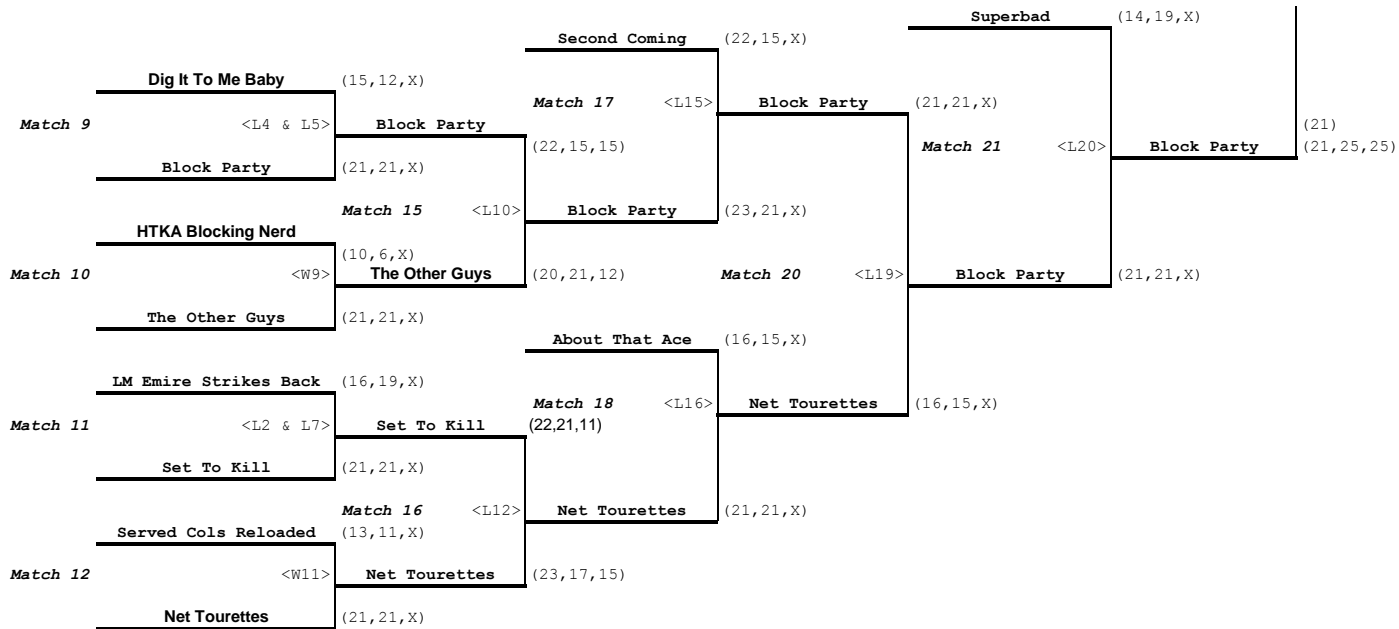 Superbad (14,19,X)
Second Coming (22,15,X)
Dig It To Me Baby (15,12,X)
Match 17 <L15> Block Party (21,21,X)
Match 9 <L4 & L5> Block Party (21)
(22,15,15) Match 21 <L20> Block Party (21,25,25)
Block Party (21,21,X)
Match 15 <L10> Block Party (23,21,X)
HTKA Blocking Nerd
(10,6,X)
Match 10 <W9> The Other Guys (20,21,12) Match 20 <L19> Block Party (21,21,X)
The Other Guys (21,21,X)
About That Ace (16,15,X)
LM Emire Strikes Back (16,19,X)
Match 18 <L16> Net Tourettes (16,15,X)
Match 11 <L2 & L7> Set To Kill (22,21,11)
Set To Kill (21,21,X)
Match 16 <L12> Net Tourettes (21,21,X)
Served Cols Reloaded (13,11,X)
Match 12 <W11> Net Tourettes (23,17,15)
Net Tourettes (21,21,X)